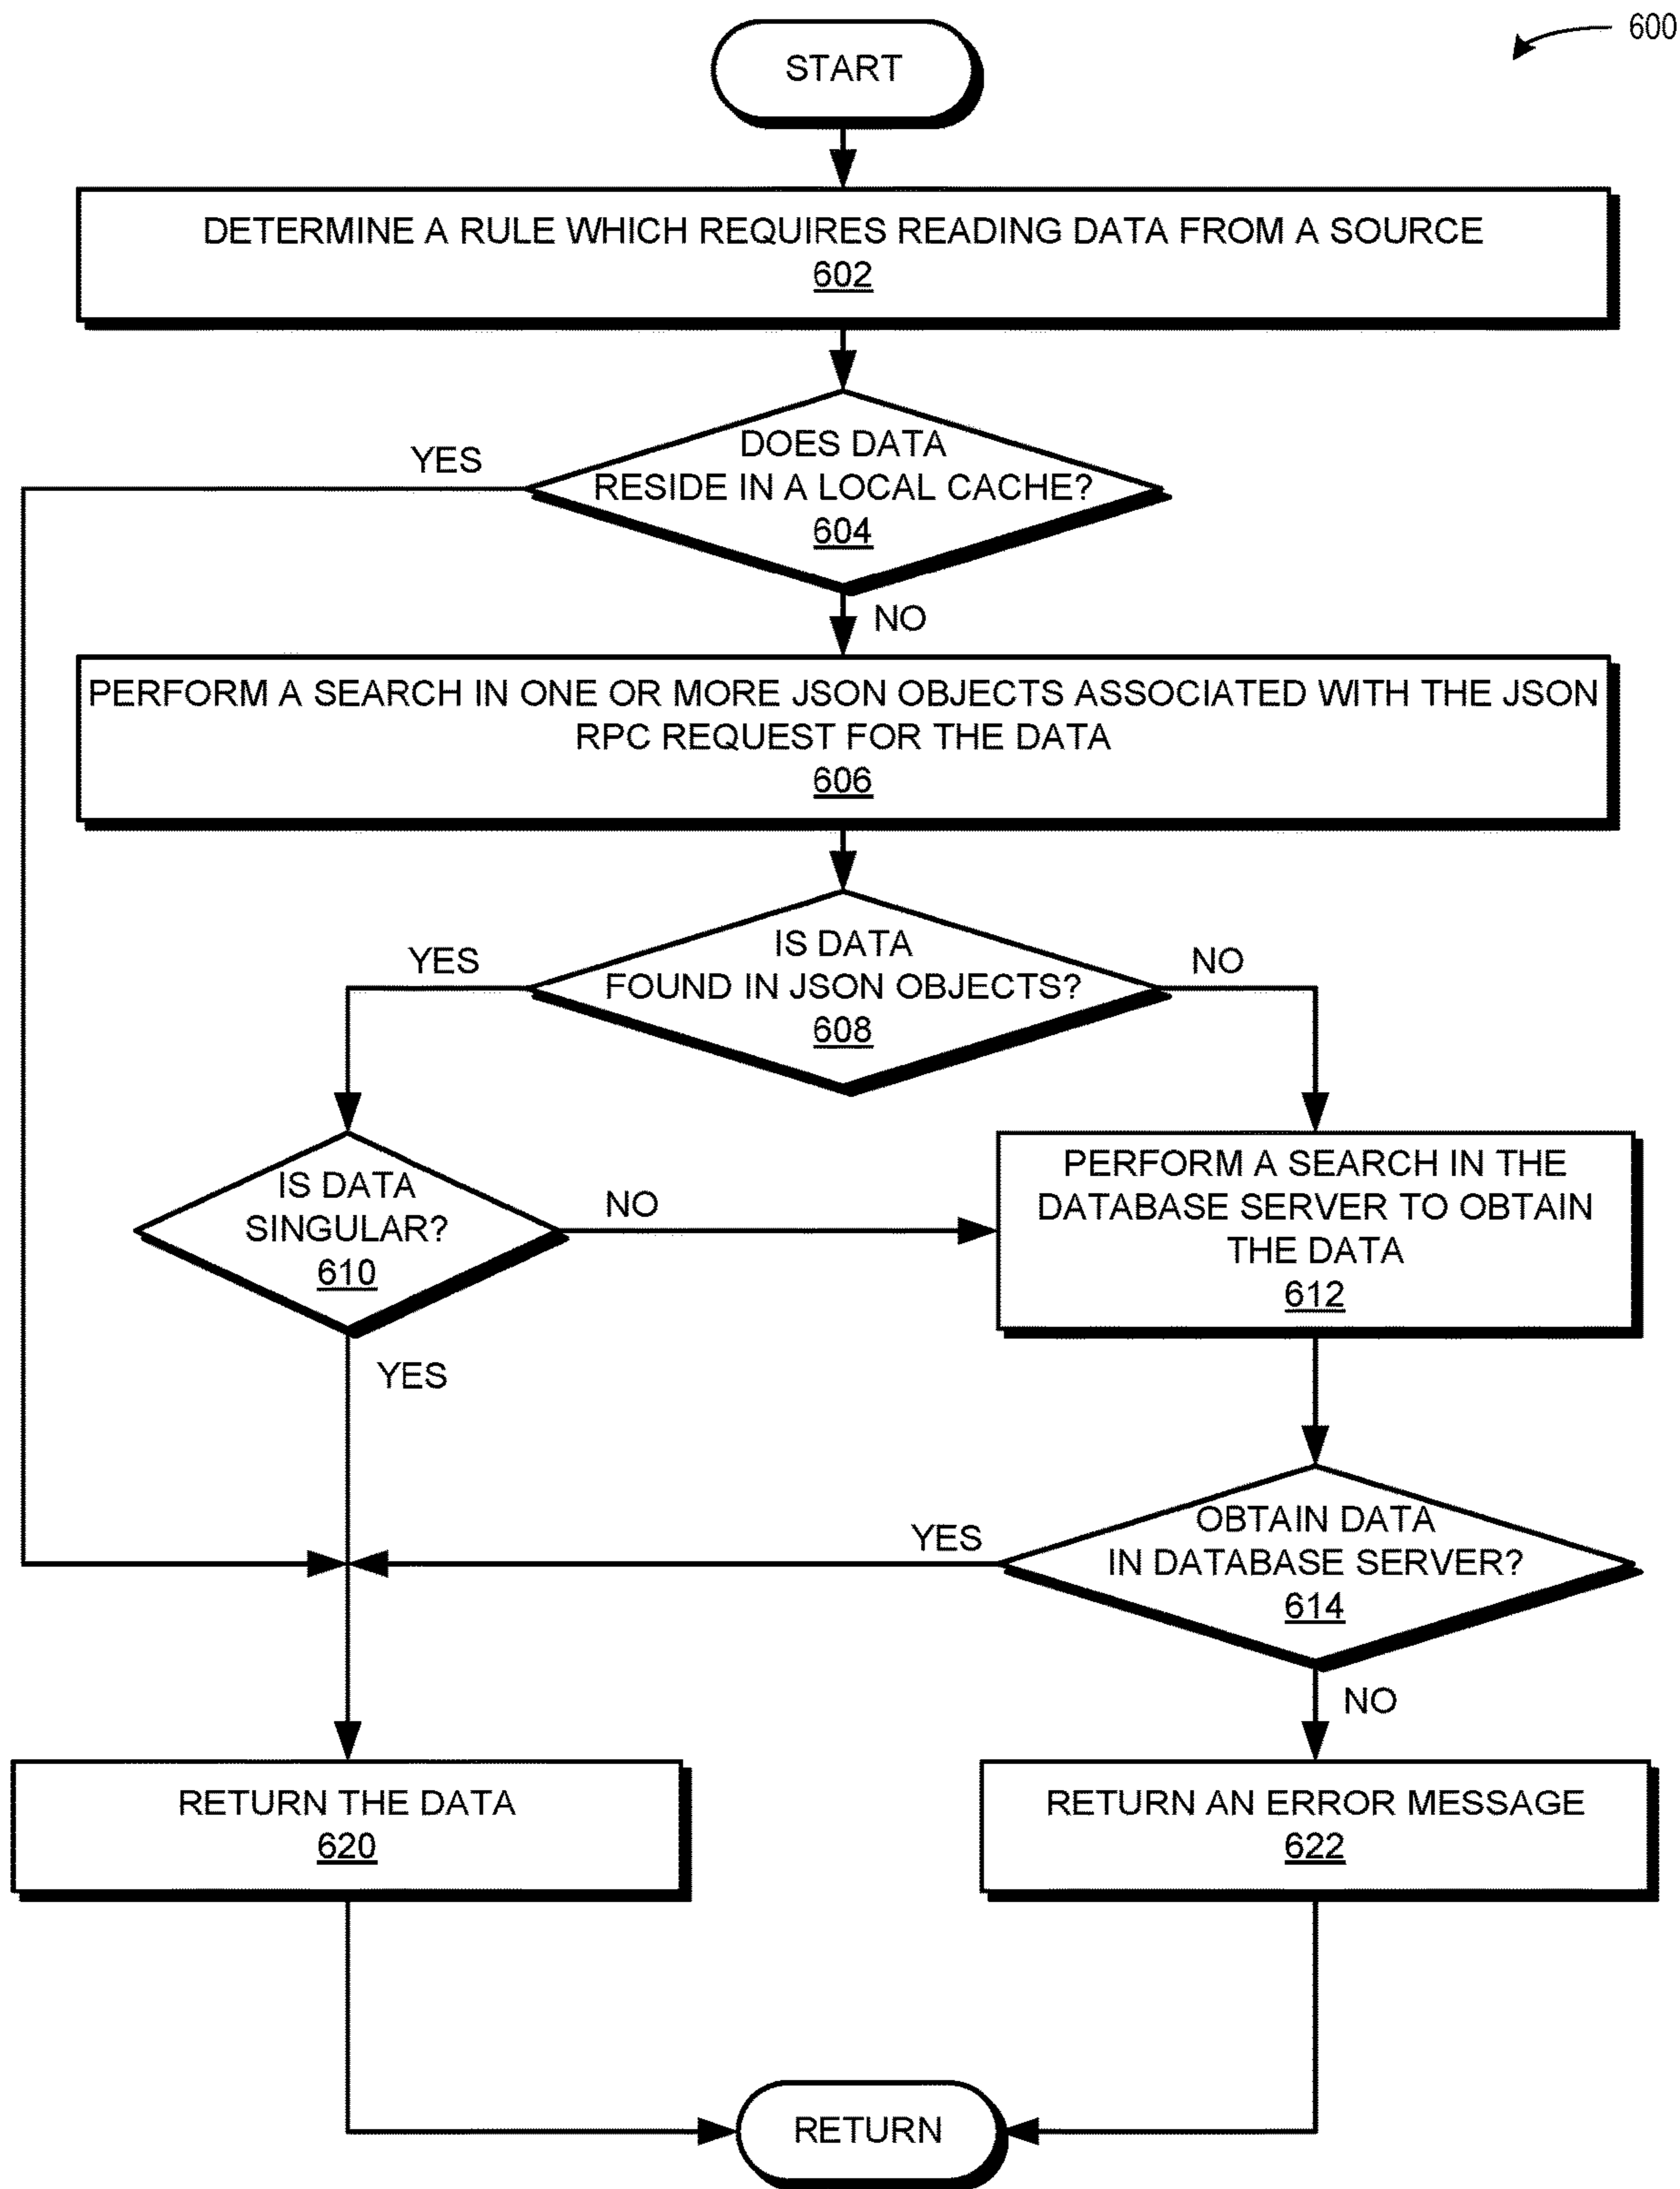 600
START
DETERMINE A RULE WHICH REQUIRES READING DATA FROM A SOURCE
602
DOES DATA
RESIDE IN A LOCAL CACHE?
604
YES
NO
PERFORM A SEARCH IN ONE OR MORE JSON OBJECTS ASSOCIATED WITH THE JSON
RPC REQUEST FOR THE DATA
606
IS DATA
FOUND IN JSON OBJECTS?
608
YES
NO
IS DATA
SINGULAR?
610
NO
YES
PERFORM A SEARCH IN THE
DATABASE SERVER TO OBTAIN
THE DATA
612
OBTAIN DATA
IN DATABASE SERVER?
614
YES
NO
RETURN THE DATA
620
RETURN AN ERROR MESSAGE
622
RETURN